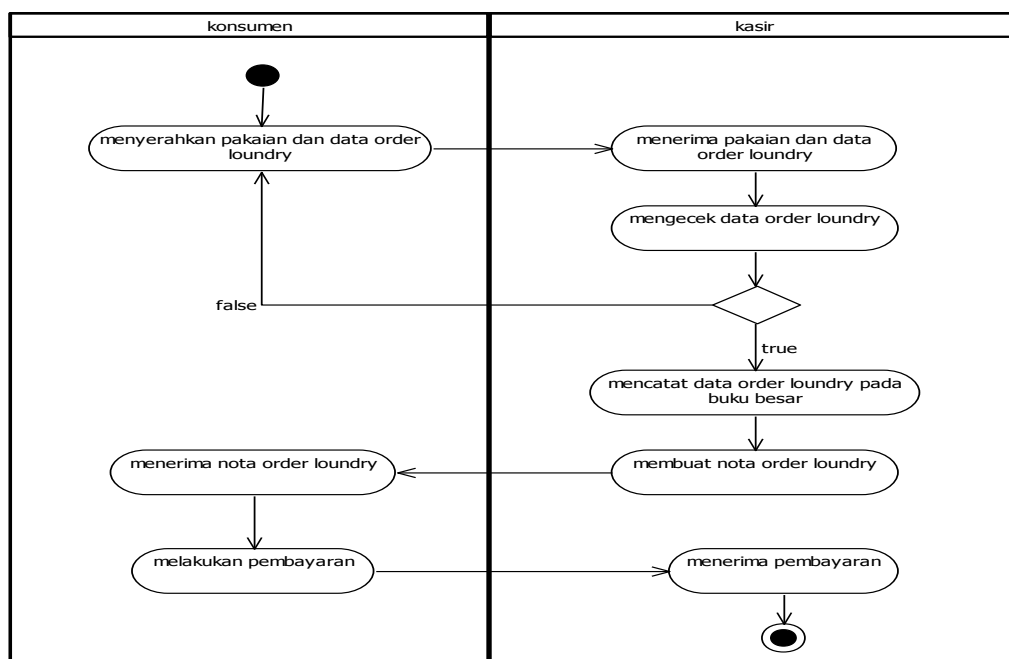 konsumen
kasir
menyerahkan pakaian dan data order
loundry
menerima pakaian dan data
order loundry
mengecek data order loundry
false
true
mencatat data order loundry pada
buku besar
menerima nota order loundry
membuat nota order loundry
melakukan pembayaran
menerima pembayaran